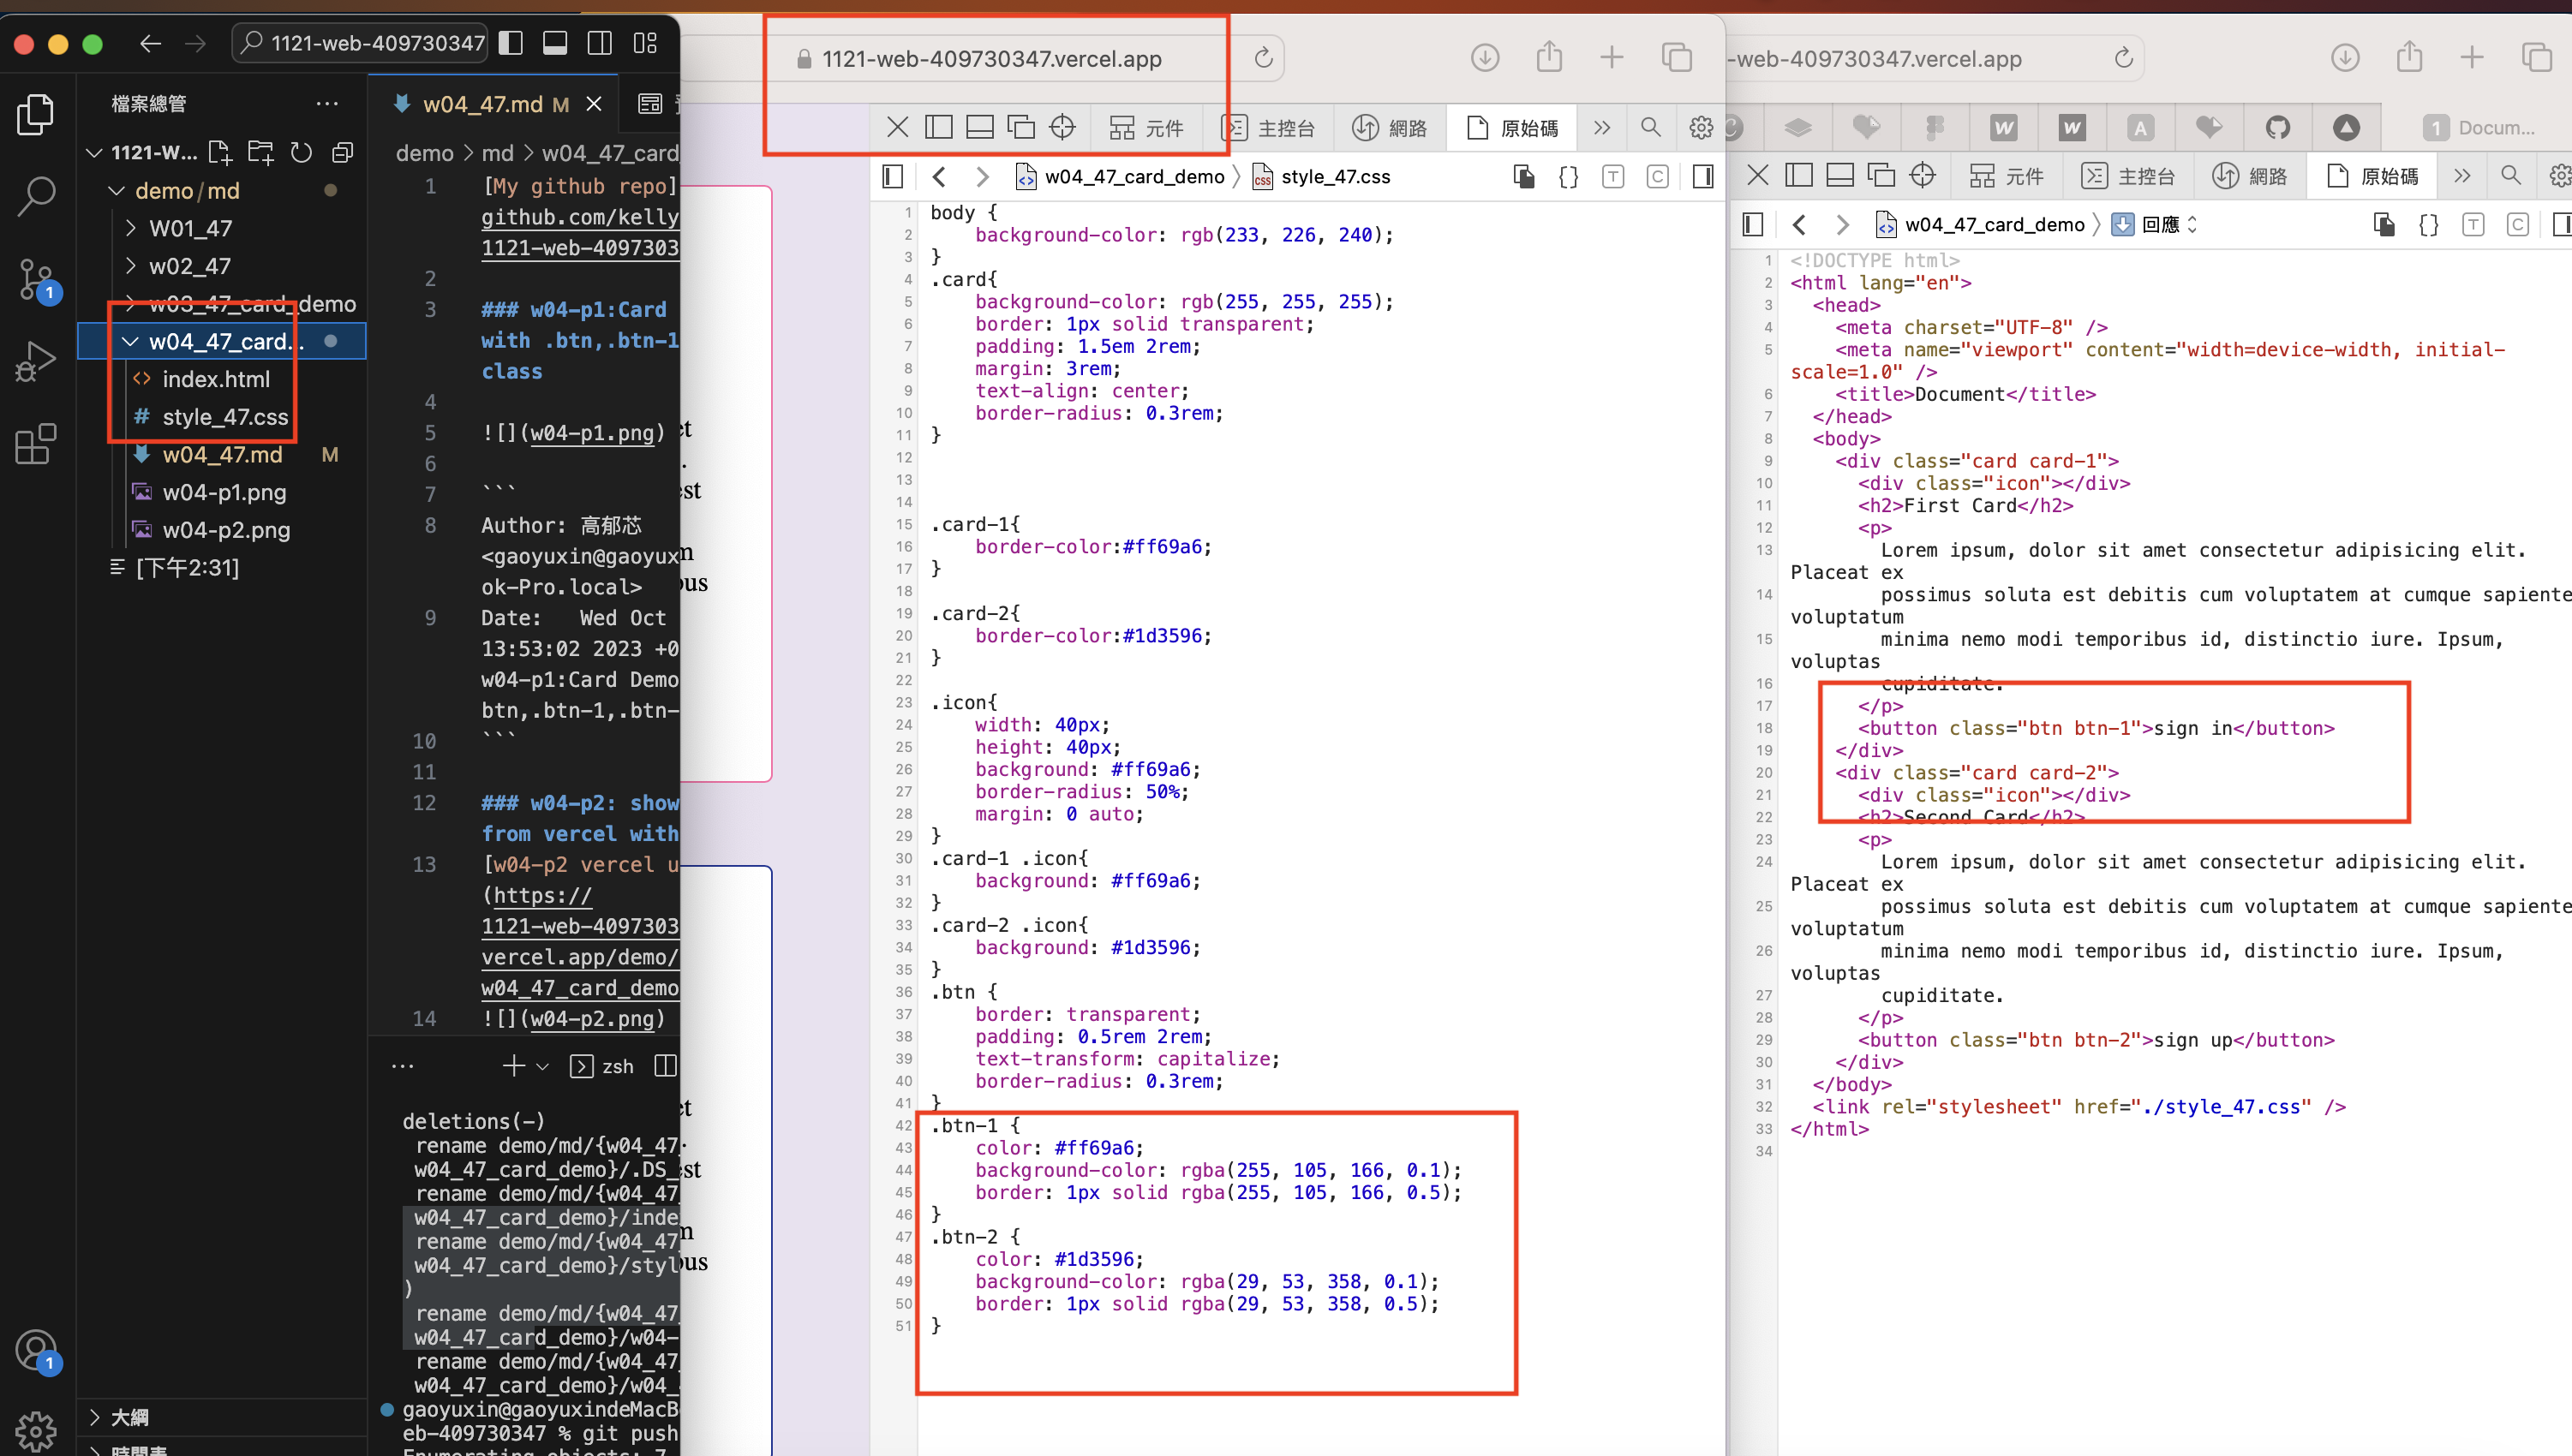 1121-web-409730347
檔案總管
1121-W...
demo/md
W01_47
w02_47
w03_47_card_demo
w04_47_card...
index.html
style_47.css
w04_47.md M
w04-p1.png
w04-p2.png
[下午2:31]
大綱
時間表
1
1
w04_47.md M
demo > md > w04_47_card
1 [My github repo]
github.com/kelly
1121-web-4097303
2
3 ### w04-p1:Card
with .btn,.btn-1
class
4
5 ![](w04-p1.png)
6
7 ```
8 Author: 高郁芯
<gaoyuxin@gaoyux
ok-Pro.local>
9 Date:   Wed Oct
13:53:02 2023 +0
w04-p1:Card Demo
btn,.btn-1,.btn-
10 ```
11
12 ### w04-p2: show
from vercel with
13 [w04-p2 vercel u
(https://
1121-web-4097303
vercel.app/demo/
w04_47_card_demo
14 ![](w04-p2.png)
zsh
deletions(-)
rename demo/md/{w04_47
w04_47_card_demo}/.DS_
rename demo/md/{w04_47
w04_47_card_demo}/inde
rename demo/md/{w04_47
w04_47_card_demo}/styl
)
rename demo/md/{w04_47
w04_47_card_demo}/w04-
rename demo/md/{w04_47
w04_47_card_demo}/w04_
gaoyuxin@gaoyuxindeMacB
eb-409730347 % git push
Enumerating objects: 7
1121-web-409730347.vercel.app
元件 主控台 網路 原始碼
w04_47_card_demo > style_47.css
1 body {
2     background-color: rgb(233, 226, 240);
3 }
4 .card{
5     background-color: rgb(255, 255, 255);
6     border: 1px solid transparent;
7     padding: 1.5em 2rem;
8     margin: 3rem;
9     text-align: center;
10     border-radius: 0.3rem;
11 }
12
13
14
15 .card-1{
16     border-color:#ff69a6;
17 }
18
19 .card-2{
20     border-color:#1d3596;
21 }
22
23 .icon{
24     width: 40px;
25     height: 40px;
26     background: #ff69a6;
27     border-radius: 50%;
28     margin: 0 auto;
29 }
30 .card-1 .icon{
31     background: #ff69a6;
32 }
33 .card-2 .icon{
34     background: #1d3596;
35 }
36 .btn {
37     border: transparent;
38     padding: 0.5rem 2rem;
39     text-transform: capitalize;
40     border-radius: 0.3rem;
41 }
42 .btn-1 {
43     color: #ff69a6;
44     background-color: rgba(255, 105, 166, 0.1);
45     border: 1px solid rgba(255, 105, 166, 0.5);
46 }
47 .btn-2 {
48     color: #1d3596;
49     background-color: rgba(29, 53, 358, 0.1);
50     border: 1px solid rgba(29, 53, 358, 0.5);
51 }
-web-409730347.vercel.app
W W A 1 Docum...
元件 主控台 網路 原始碼
w04_47_card_demo > 回應
1 <!DOCTYPE html>
2 <html lang="en">
3   <head>
4     <meta charset="UTF-8" />
5     <meta name="viewport" content="width=device-width, initial-
scale=1.0" />
6     <title>Document</title>
7   </head>
8   <body>
9     <div class="card card-1">
10       <div class="icon"></div>
11       <h2>First Card</h2>
12       <p>
13         Lorem ipsum, dolor sit amet consectetur adipisicing elit.
Placeat ex
14         possimus soluta est debitis cum voluptatem at cumque sapiente
voluptatum
15         minima nemo modi temporibus id, distinctio iure. Ipsum,
voluptas
16         cupiditate.
17       </p>
18       <button class="btn btn-1">sign in</button>
19     </div>
20     <div class="card card-2">
21       <div class="icon"></div>
22       <h2>Second Card</h2>
23       <p>
24         Lorem ipsum, dolor sit amet consectetur adipisicing elit.
Placeat ex
25         possimus soluta est debitis cum voluptatem at cumque sapiente
voluptatum
26         minima nemo modi temporibus id, distinctio iure. Ipsum,
voluptas
27         cupiditate.
28       </p>
29       <button class="btn btn-2">sign up</button>
30     </div>
31   </body>
32   <link rel="stylesheet" href="./style_47.css" />
33 </html>
34